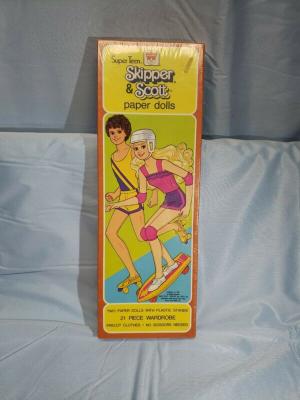 Super Teen
Skipper
& Scott
paper dolls
TWO PAPER DOLLS WITH PLASTIC STANDS
21 PIECE WARDROBE
PRECUT CLOTHES • NO SCISSORS NEEDED